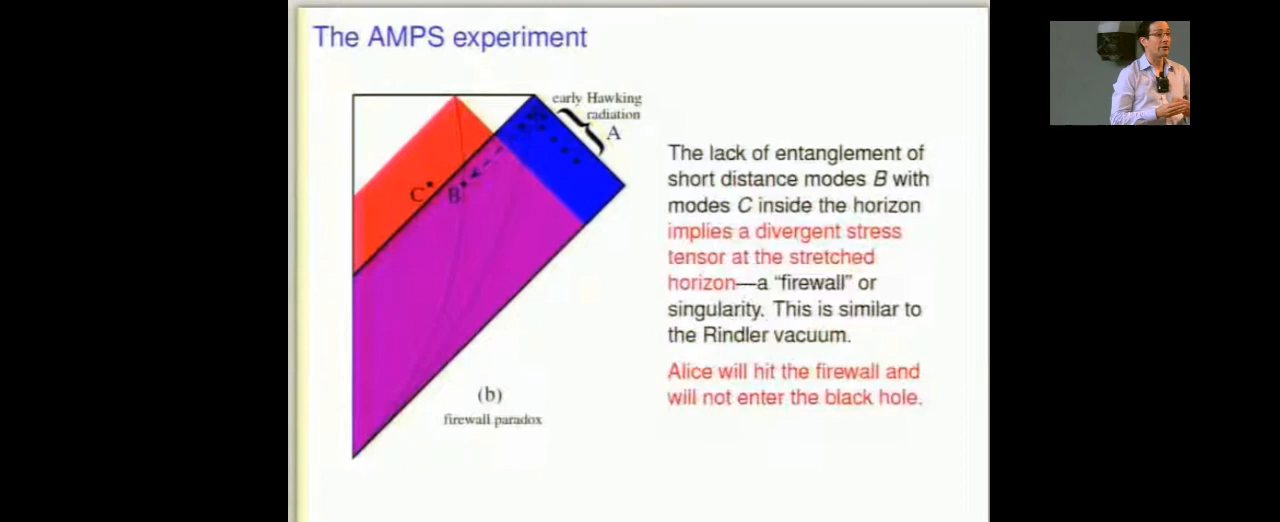 The AMPS experiment
early Hawking
radiation
A
C
B
(b)
firewall paradox
The lack of entanglement of
short distance modes B with
modes C inside the horizon
implies a divergent stress
tensor at the stretched
horizon—a “firewall” or
singularity. This is similar to
the Rindler vacuum.
Alice will hit the firewall and
will not enter the black hole.